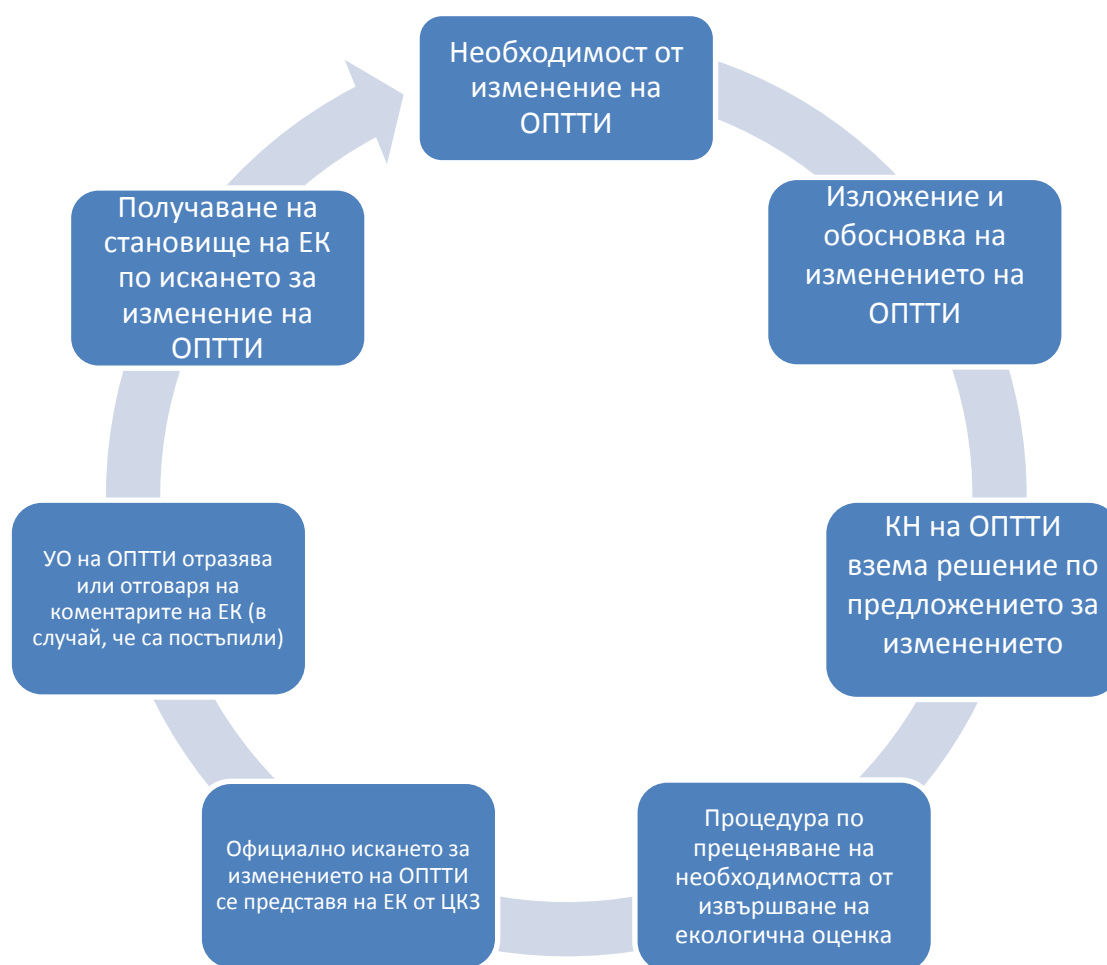 Необходимост от
изменение на
ОПТТИ
Изложение и
обосновка на
изменението на
ОПТТИ
КН на ОПТТИ
взема решение по
предложението за
изменението
Процедура по
преценяване на
необходимостта от
извършване на
екологична оценка
Официално искането за
изменението на ОПТТИ
се представя на ЕК от ЦКЗ
УО на ОПТТИ отразява
или отговаря на
коментарите на ЕК (в
случай, че са постъпили)
Получаване на
становище на ЕК
по искането за
изменение на
ОПТТИ